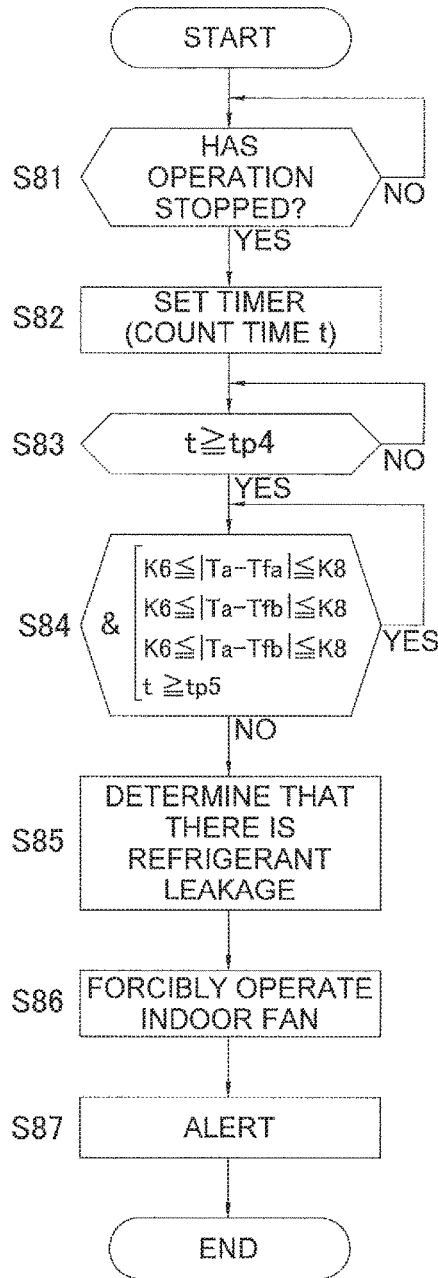 START
S81
HAS
OPERATION
STOPPED?
NO
YES
S82
SET TIMER
(COUNT TIME t)
S83
t≧tp4
NO
YES
S84
&
K6≦|Ta-Tfa|≦K8
K6≦|Ta-Tfb|≦K8
K6≦|Ta-Tfb|≦K8
t ≧tp5
YES
NO
S85
DETERMINE THAT
THERE IS
REFRIGERANT
LEAKAGE
S86
FORCIBLY OPERATE
INDOOR FAN
S87
ALERT
END